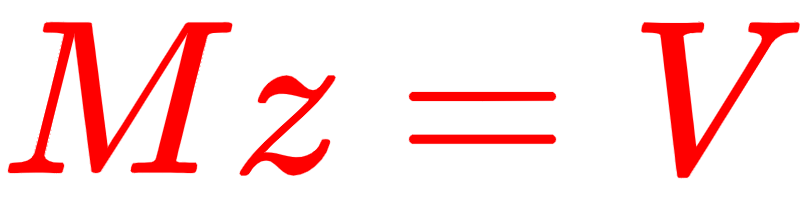 Mz = V